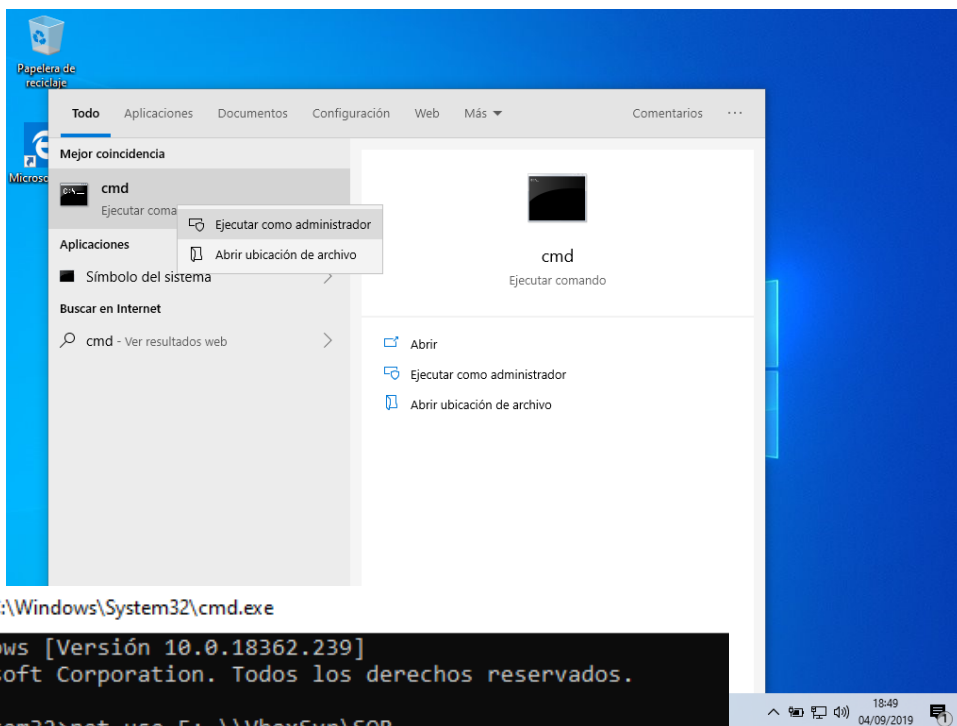 Papelera de
reciclaje
Todo Aplicaciones Documentos Configuración Web Más Comentarios ...
Mejor coincidencia
Microso
cmd
Ejecutar coma
Ejecutar como administrador
Abrir ubicación de archivo
Aplicaciones
Símbolo del sistema
Buscar en Internet
cmd - Ver resultados web
cmd
Ejecutar comando
Abrir
Ejecutar como administrador
Abrir ubicación de archivo
:\Windows\System32\cmd.exe
ows [Versión 10.0.18362.239]
soft Corporation. Todos los derechos reservados.
18:49
04/09/2019
1